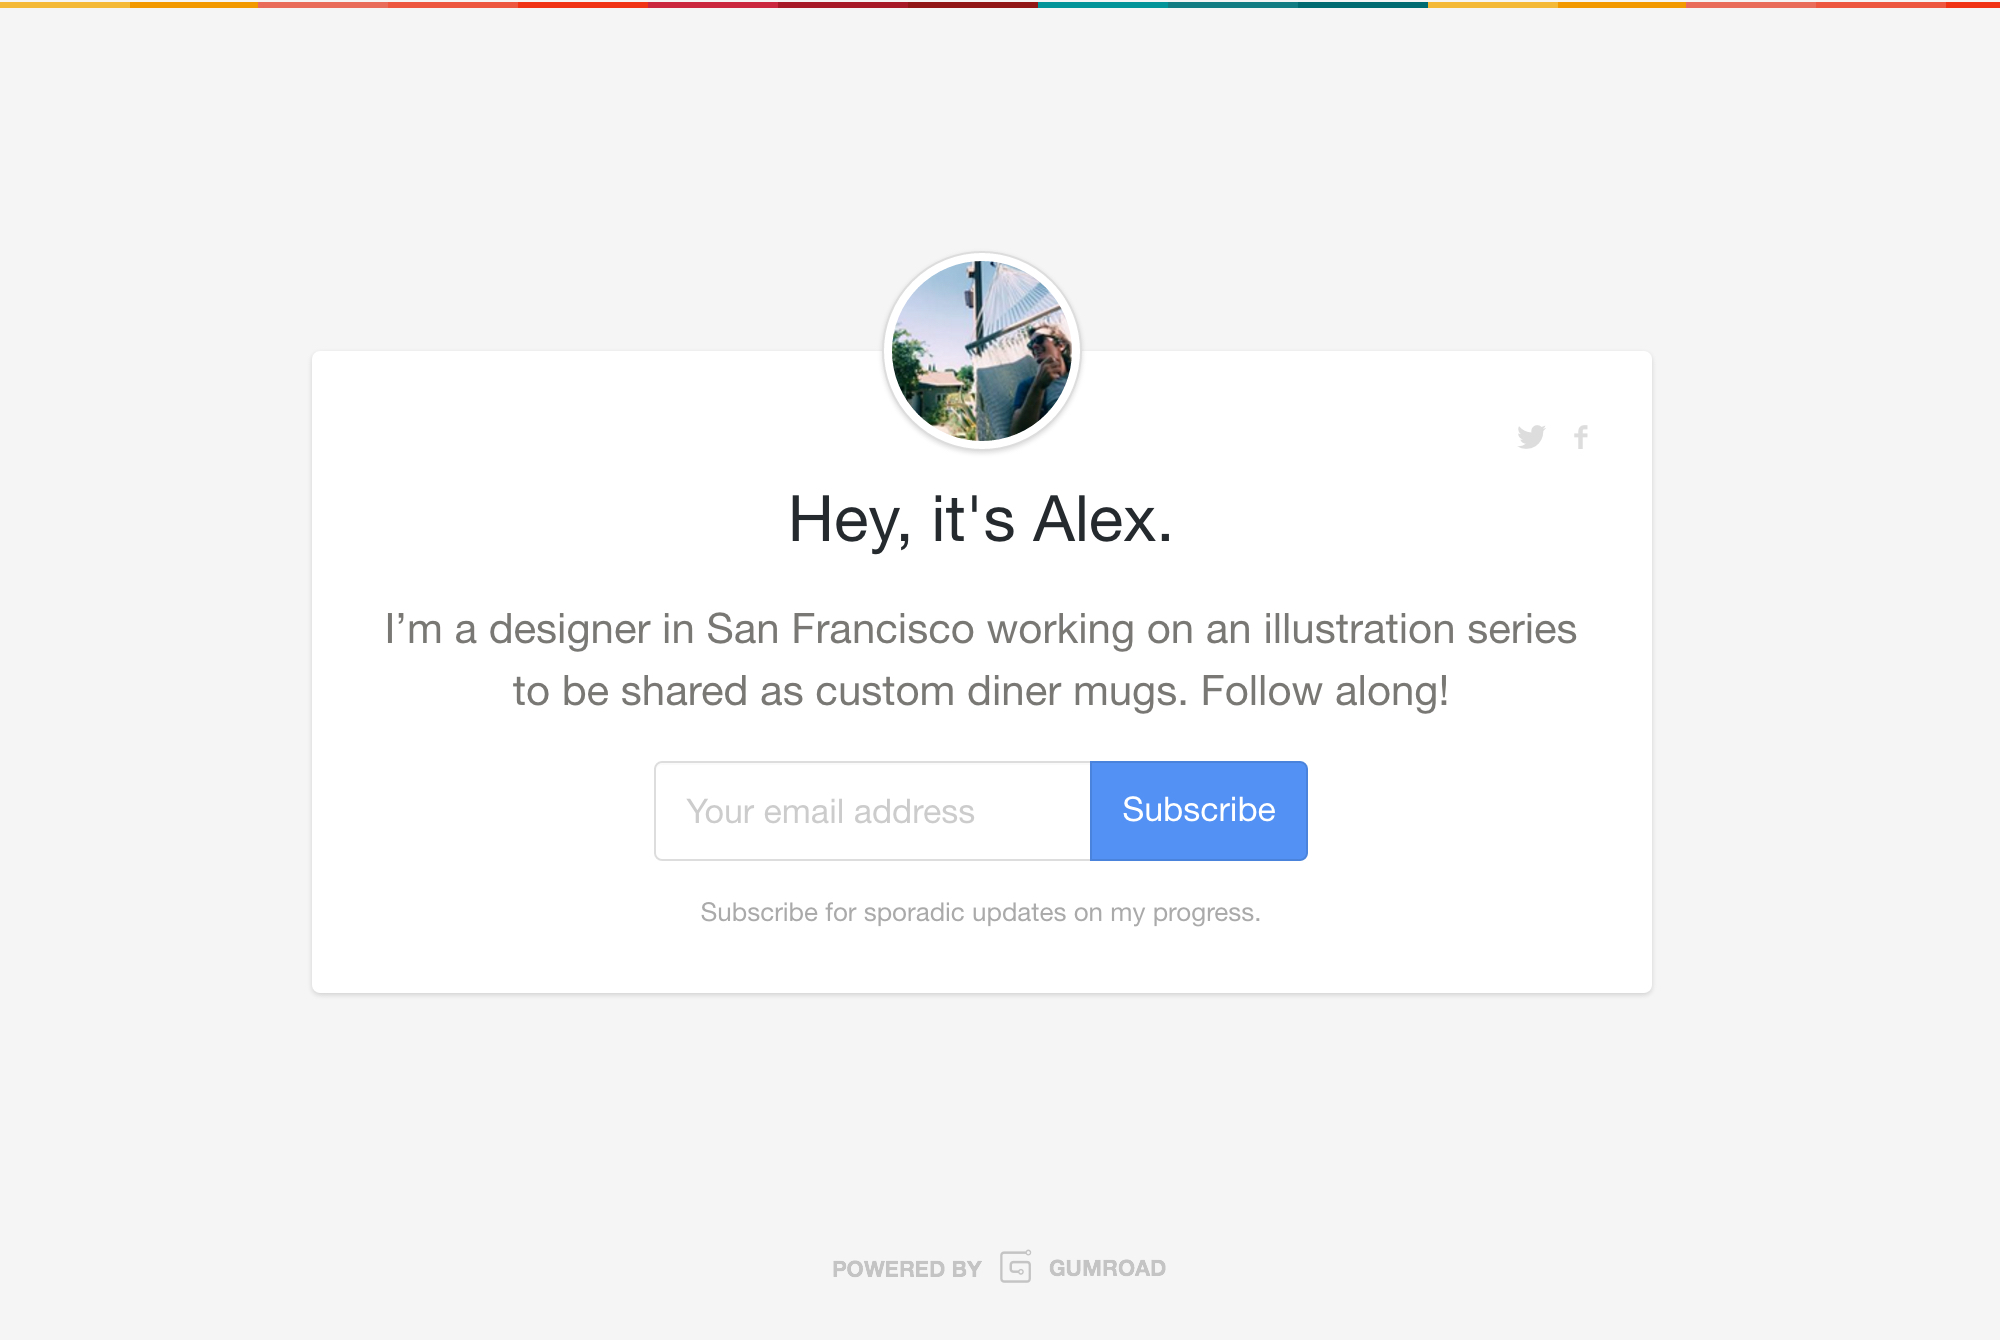 Hey, it's Alex.
I’m a designer in San Francisco working on an illustration series
to be shared as custom diner mugs. Follow along!
Your email address
Subscribe
Subscribe for sporadic updates on my progress.
POWERED BY GUMROAD